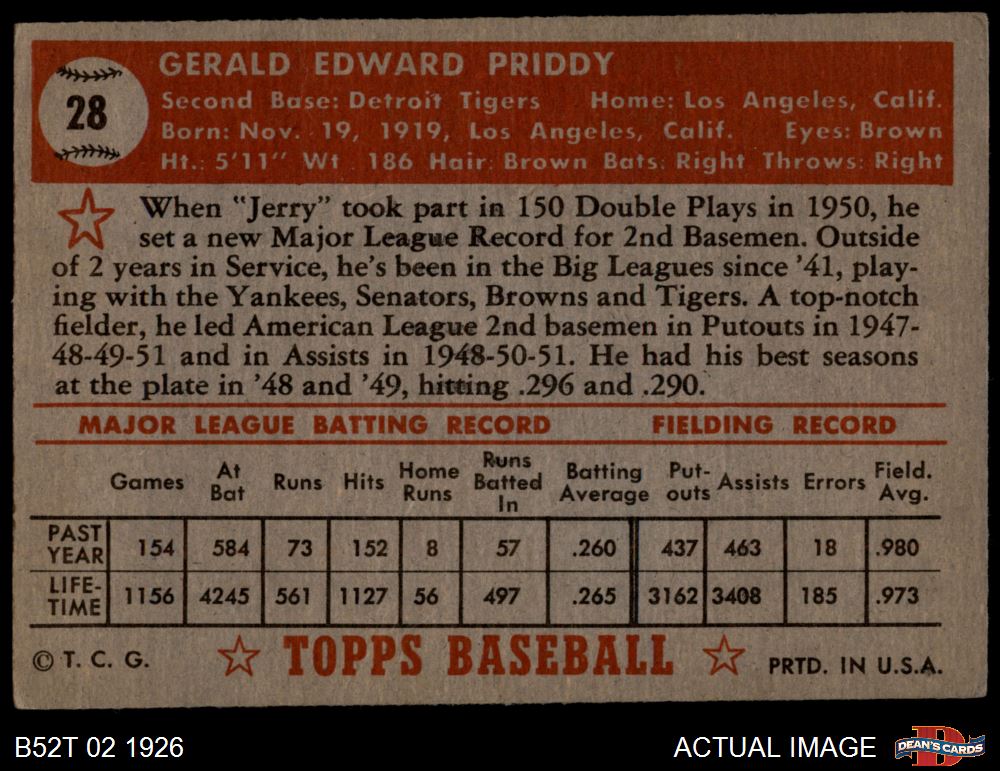 28
GERALD EDWARD PRIDDY
Second Base: Detroit Tigers Home: Los Angeles, Calif.
Born: Nov. 19, 1919, Los Angeles, Calif. Eyes: Brown
Ht.: 5'11" Wt. 186 Hair: Brown Bats: Right Throws: Right
When "Jerry" took part in 150 Double Plays in 1950, he
set a new Major League Record for 2nd Basemen. Outside
of 2 years in Service, he's been in the Big Leagues since '41, play-
ing with the Yankees, Senators, Browns and Tigers. A top-notch
fielder, he led American League 2nd basemen in Putouts in 1947-
48-49-51 and in Assists in 1948-50-51. He had his best seasons
at the plate in '48 and '49, hitting .296 and .290.
MAJOR LEAGUE BATTING RECORD FIELDING RECORD
Games At Bat Runs Hits Home Runs Runs Batted In Batting Average Put-outs Assists Errors Field. Avg.
PAST YEAR 154 584 73 152 8 57 .260 437 463 18 .980
LIFE-TIME 1156 4245 561 1127 56 497 .265 3162 3408 185 .973
© T. C. G. TOPPS BASEBALL PRTD. IN U.S.A.
B52T 02 1926 ACTUAL IMAGE DEAN'S CARDS